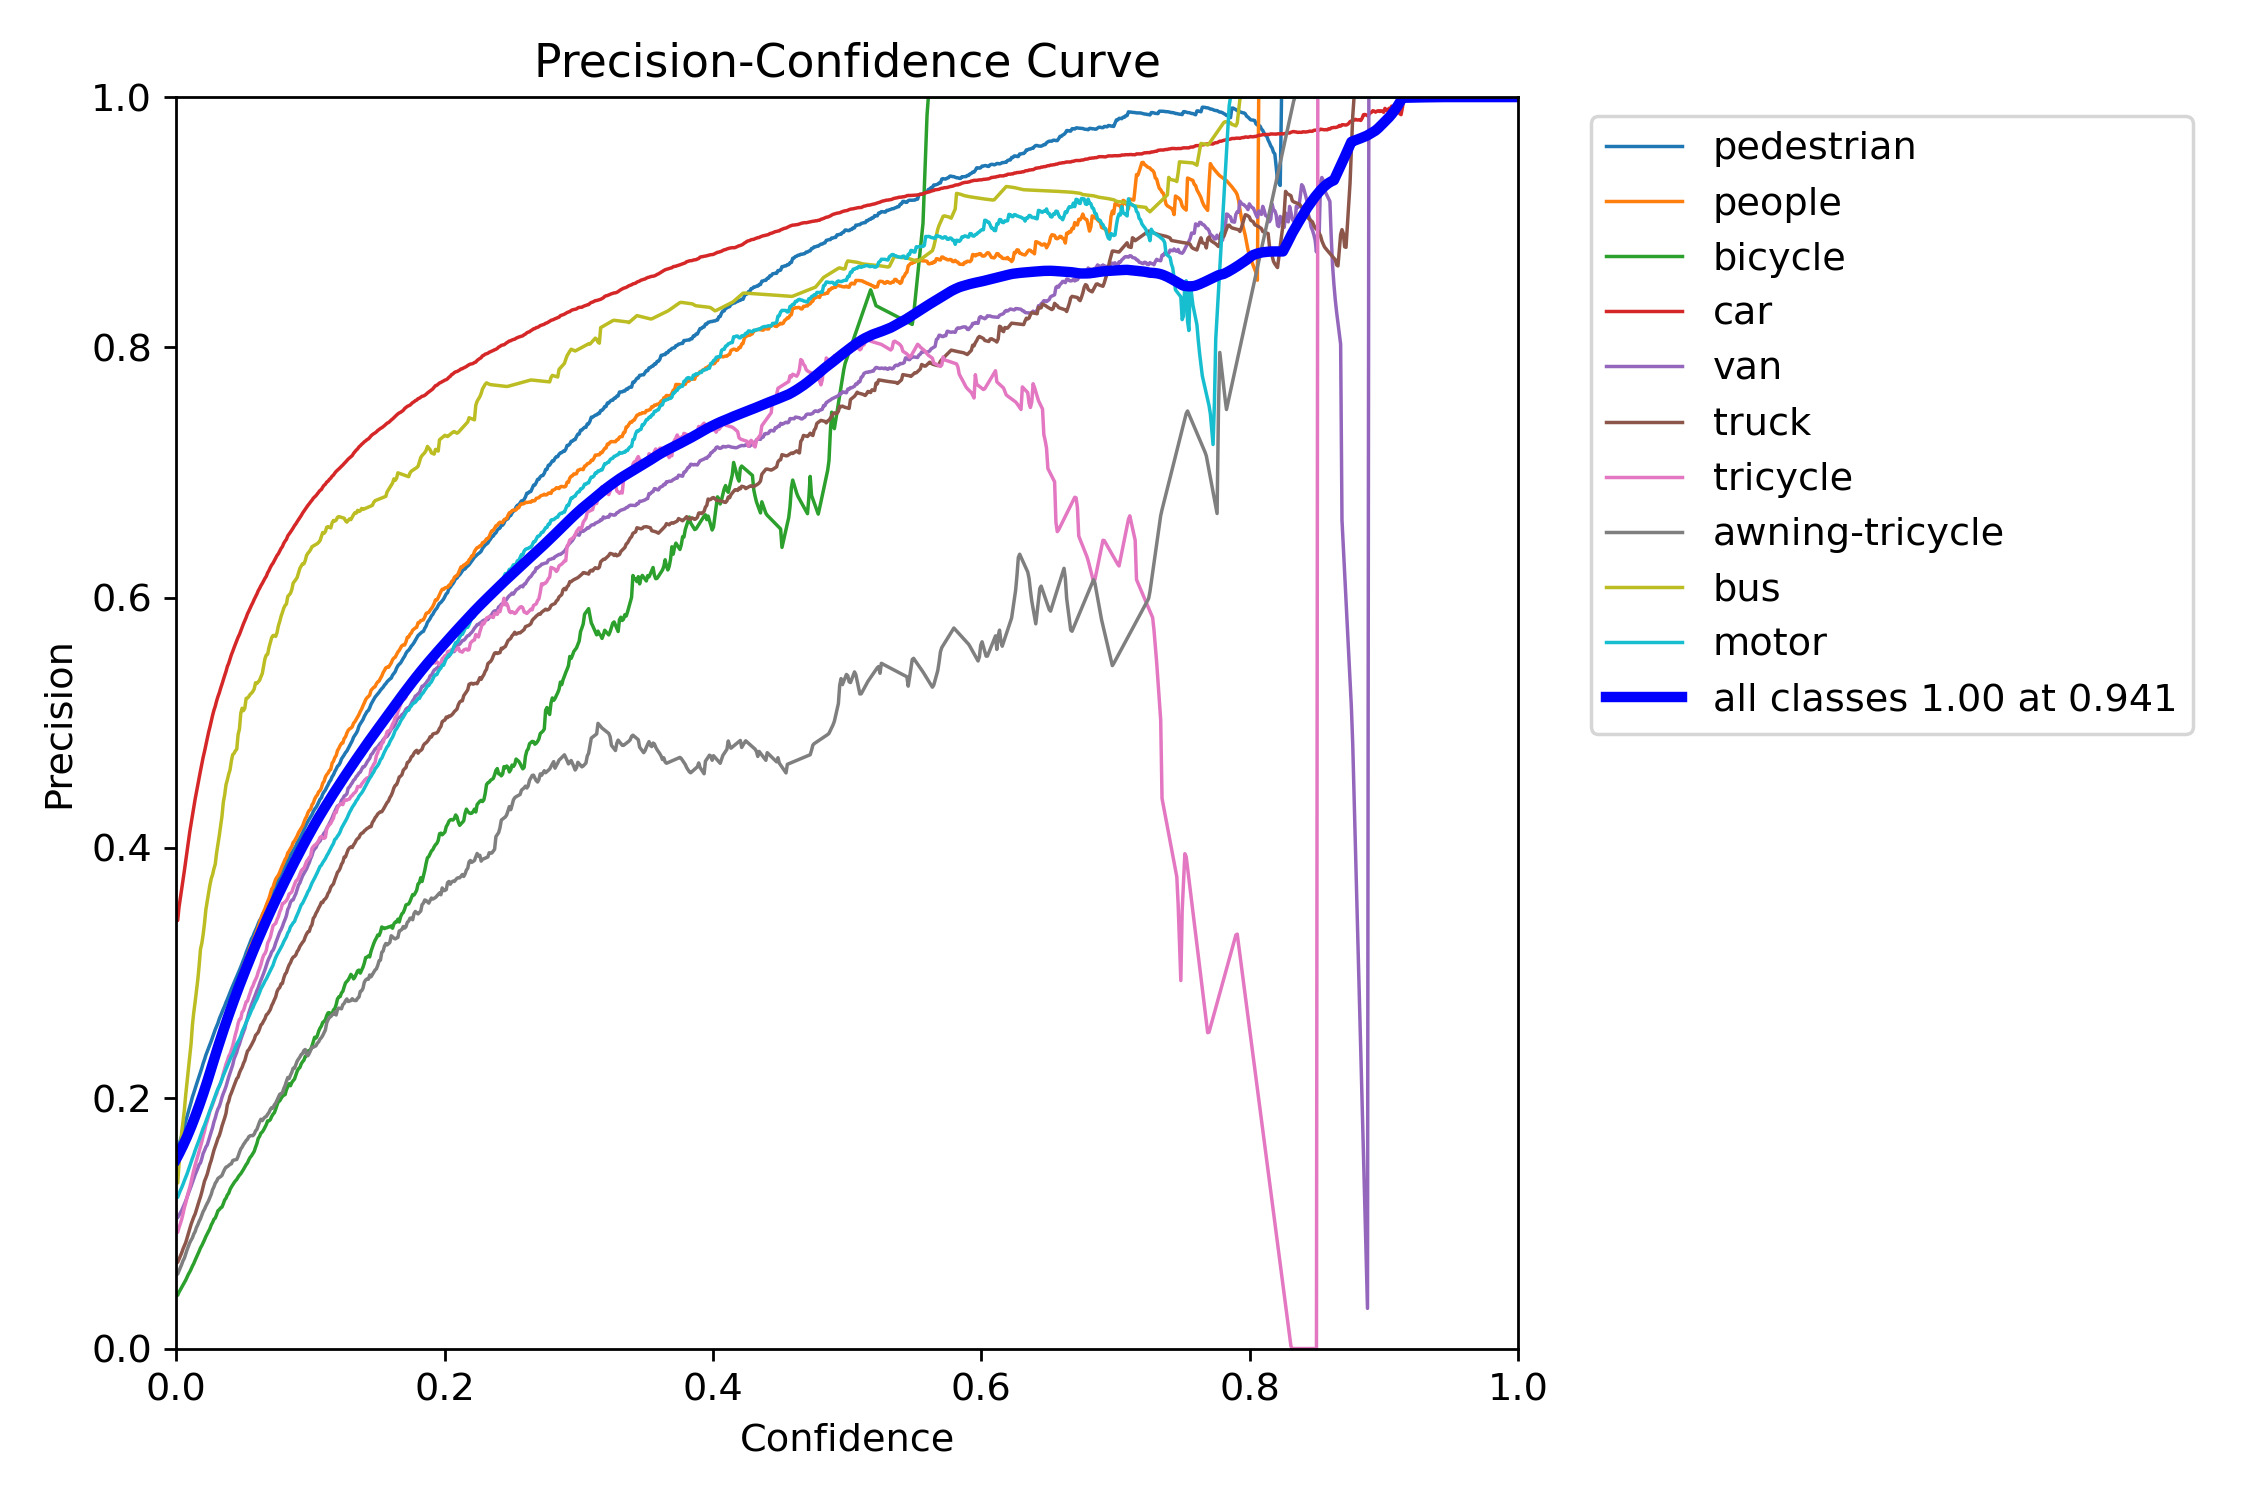 Precision-Confidence Curve
1.0
0.8
0.6
0.4
0.2
0.0
Precision
0.0 0.2 0.4 0.6 0.8 1.0
Confidence
pedestrian
people
bicycle
car
van
truck
tricycle
awning-tricycle
bus
motor
all classes 1.00 at 0.941